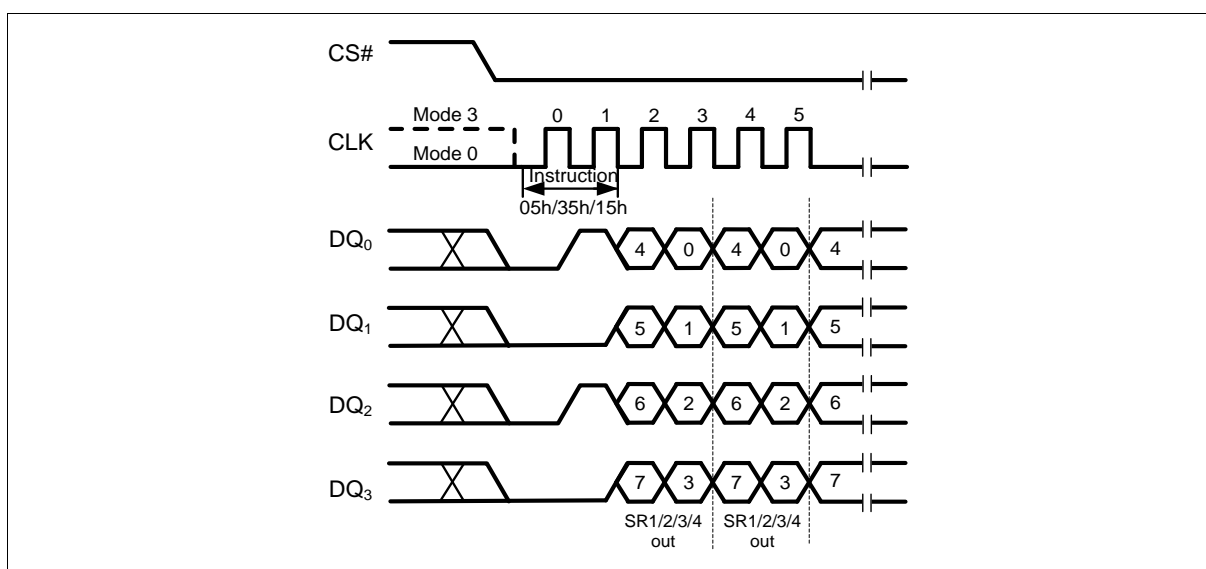 CS#
Mode 3 0 1 2 3 4 5
CLK
Mode 0
Instruction
05h/35h/15h
DQ0 4 0 4 0 4
DQ1 5 1 5 1 5
DQ2 6 2 6 2 6
DQ3 7 3 7 3 7
SR1/2/3/4 SR1/2/3/4
out out